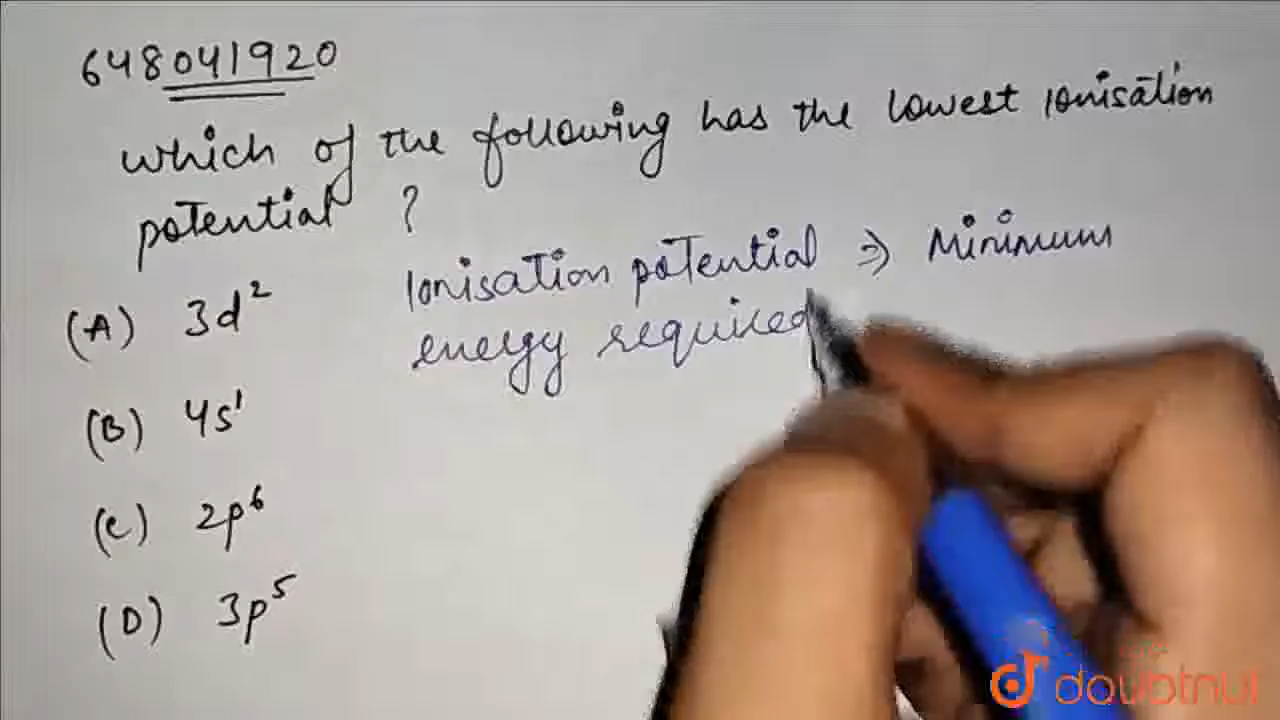 648041920
which of the following has the lowest Ionisation
potential ?
Ionisation potential ⇒ Minimum
energy required
(A) 3d²
(B) 4s¹
(C) 2p⁶
(D) 3p⁵
doubtnut